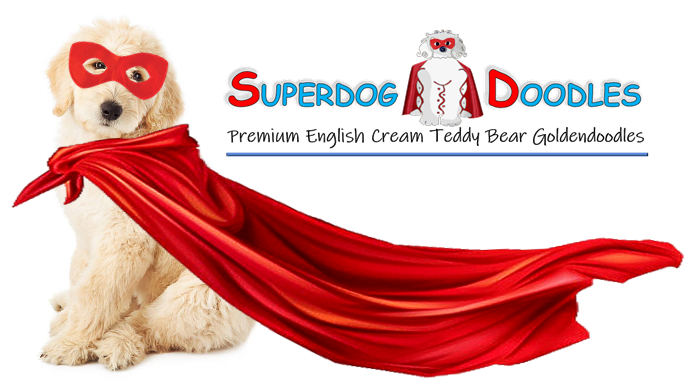 SUPERDOG DOODLES
Premium English Cream Teddy Bear Goldendoodles